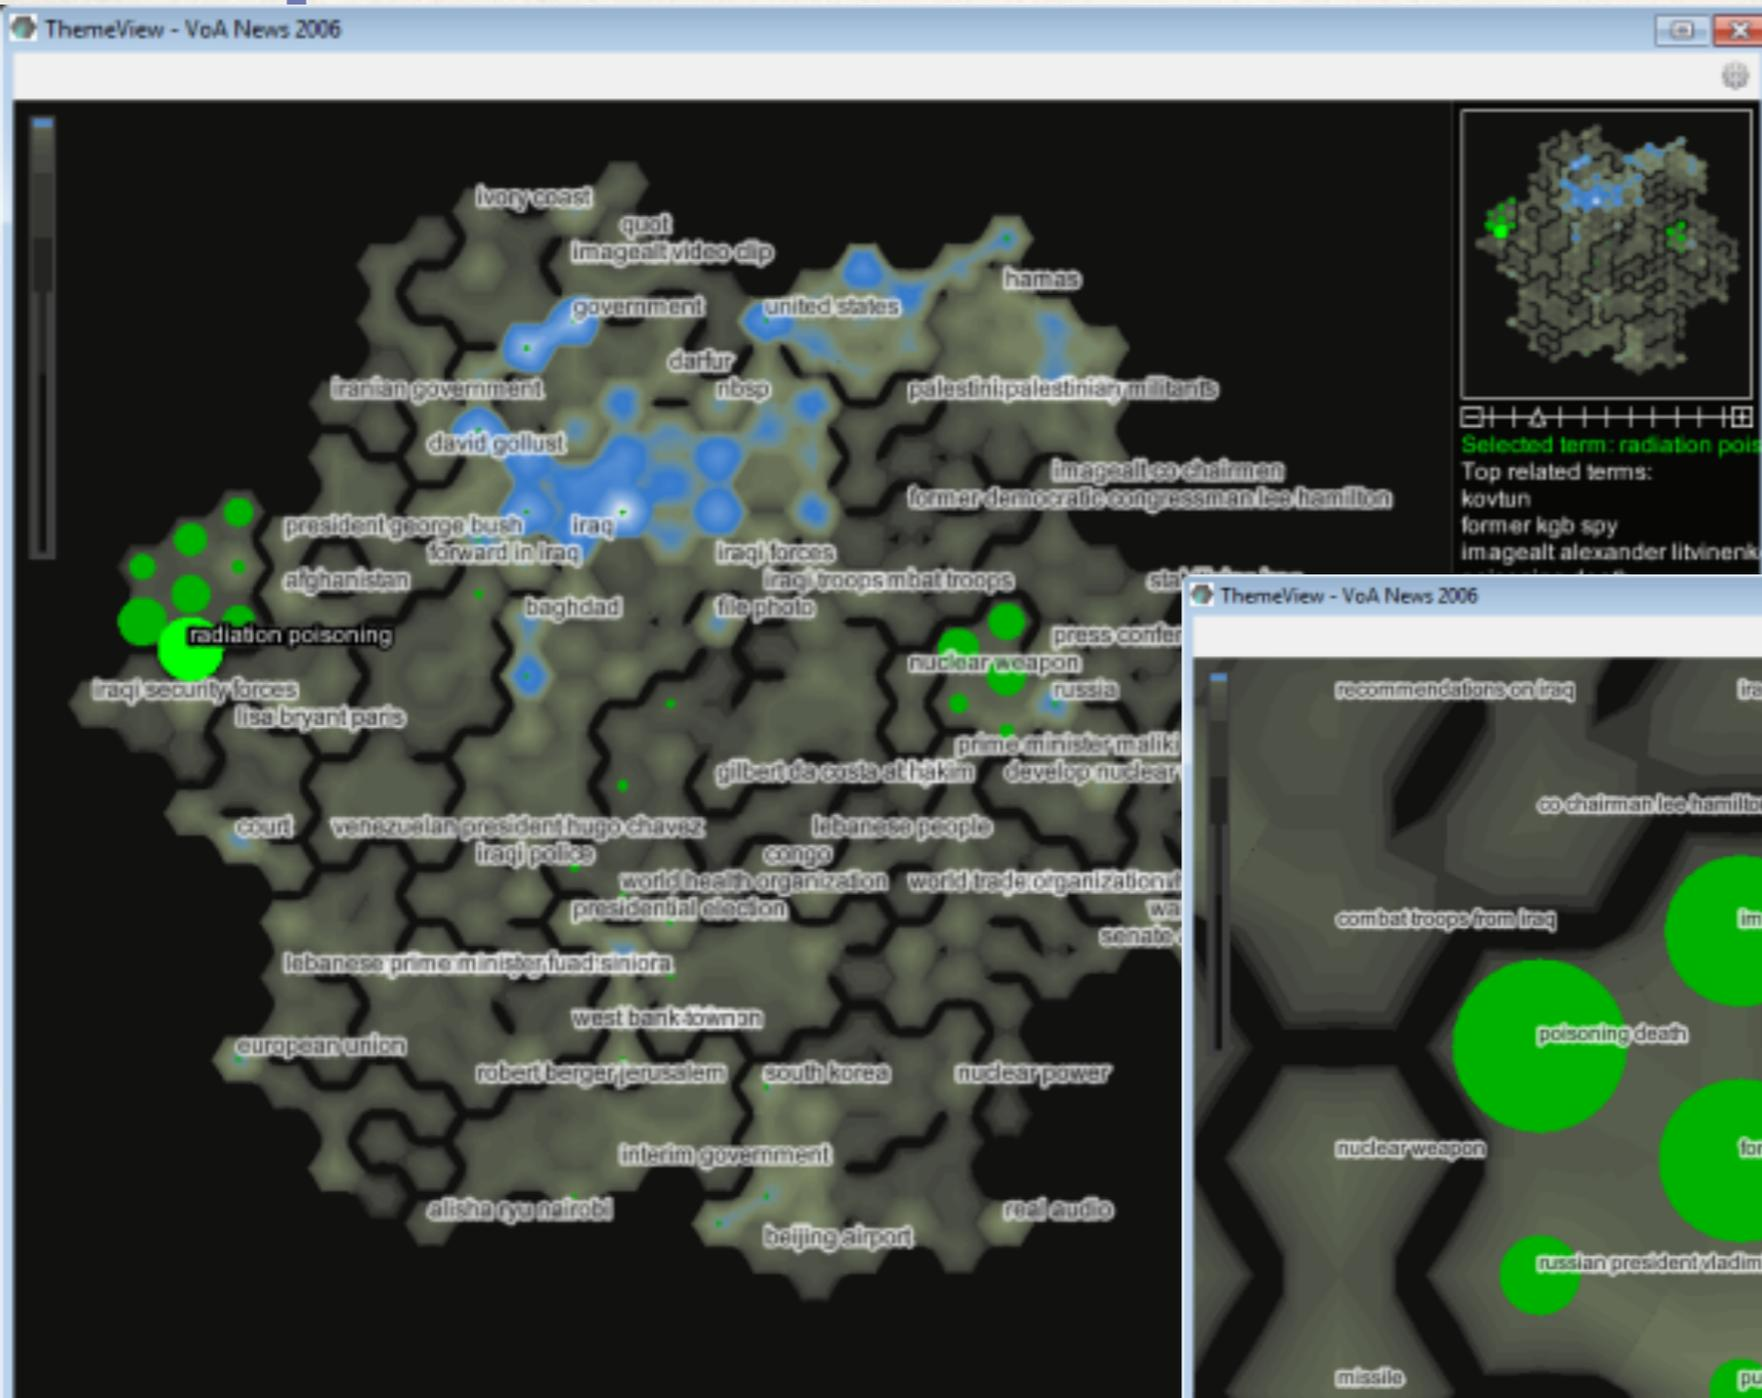 ThemeView - VoA News 2006
ivory coast
quot
imagealt video clip
hamas
government
united states
darfur
iranian government
nbsp
palestini palestinian militants
Selected term: radiation pois
david gollust
Top related terms:
imagealt co chairmen
kovtun
former democratic congressman lee hamilton
president george bush
iraq
former kgb spy
forward in iraq
iraqi forces
imagealt alexander litvinenk
afghanistan
iraqi troops mbat troops
baghdad
file photo
radiation poisoning
press confer
nuclear weapon
iraqi security forces
russia
lisa bryant paris
prime minister maliki
gilbert da costa at hakim
develop nuclear
court
venezuelan president hugo chavez
lebanese people
iraqi police
congo
world health organization
world trade organization
presidential election
wa
senate
lebanese prime minister fuad siniora
west bank town
european union
robert berger jerusalem
south korea
nuclear power
interim government
alisha ryu nairobi
real audio
beijing airport
ThemeView - VoA News 2006
recommendations on iraq
ira
co chairman lee hamilto
combat troops from iraq
im
poisoning death
nuclear weapon
for
russian president vladim
missile